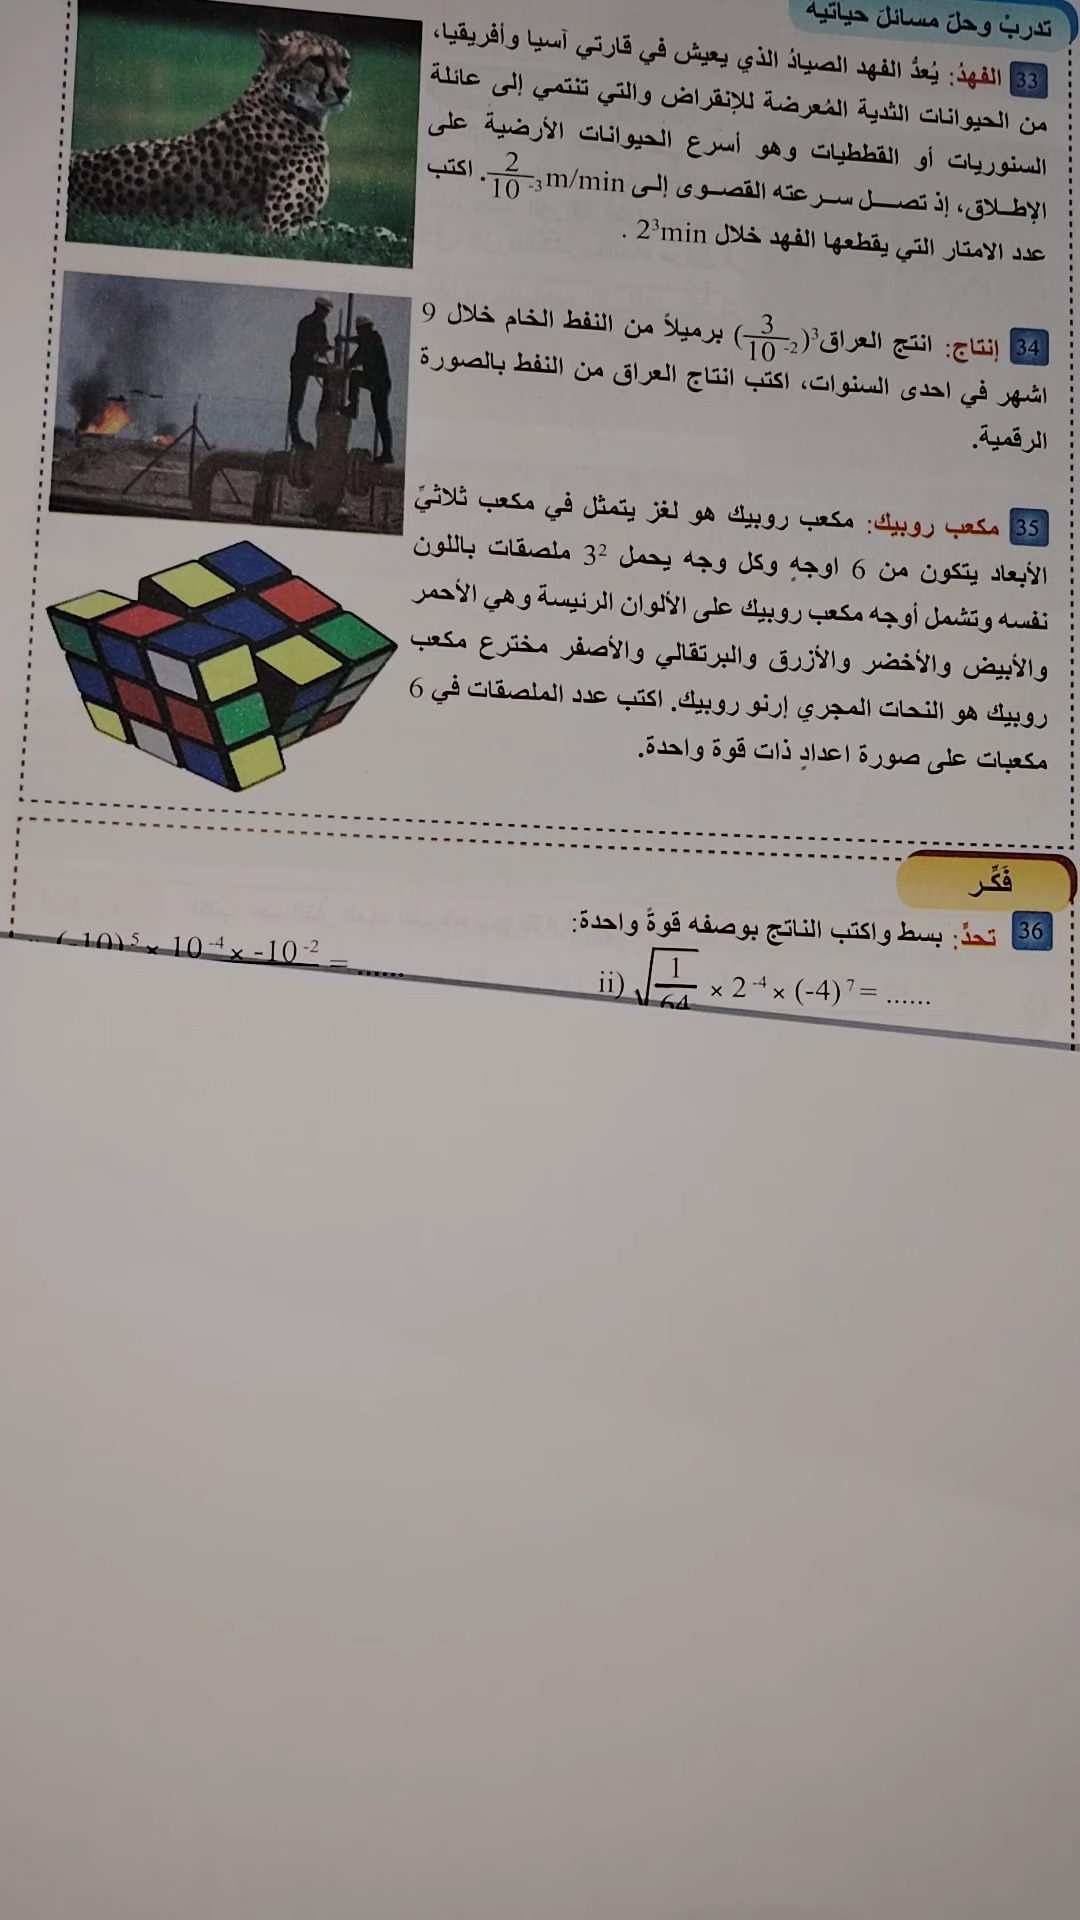 تدربْ وحلّ مسائلَ حياتية
33 الفهدُ: يُعدُّ الفهد الصيادُ الذي يعيش في قارتي آسيا وأفريقيا،
من الحيوانات الثدية المُعرضة للإنقراض والتي تنتمي إلى عائلة
السنوريات أو القططيات وهو أسرع الحيوانات الأرضية على
الإطلاق، إذ تصل سرعته القصوى إلى 2/10⁻³ m/min. اكتب
عدد الامتار التي يقطعها الفهد خلال 2³min .
34 إنتاج: انتج العراق (3/10⁻²)³ برميلاً من النفط الخام خلال 9
اشهر في احدى السنوات، اكتب انتاج العراق من النفط بالصورة
الرقمية.
35 مكعب روبيك: مكعب روبيك هو لغز يتمثل في مكعب ثلاثيِّ
الأبعاد يتكون من 6 اوجهٍ وكل وجه يحمل 3² ملصقات باللون
نفسه وتشمل أوجه مكعب روبيك على الألوان الرئيسة وهي الأحمر
والأبيض والأخضر والأزرق والبرتقالي والأصفر مخترع مكعب
روبيك هو النحات المجري إرنو روبيك. اكتب عدد الملصقات في 6
مكعبات على صورة اعدادٍ ذات قوة واحدة.
فَكِّر
36 تحدٍّ: بسط واكتب الناتج بوصفه قوةً واحدة:
(-10)⁵ × 10⁻⁴ × -10⁻² = ......
ii) √(1/64) × 2⁻⁴ × (-4)⁷ = ......